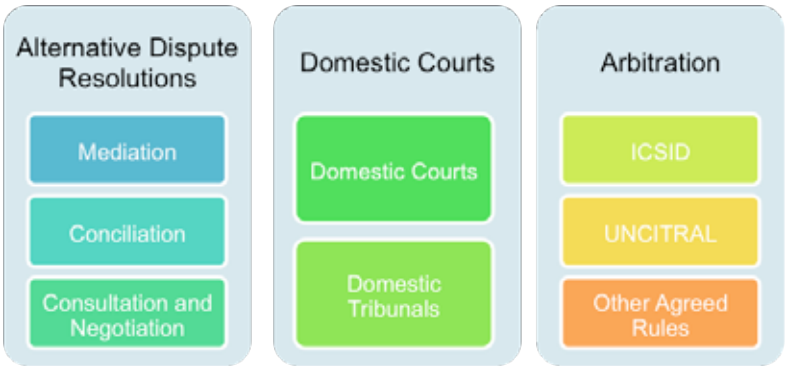 Alternative Dispute
Resolutions
Mediation
Conciliation
Consultation and
Negotiation
Domestic Courts
Domestic Courts
Domestic
Tribunals
Arbitration
ICSID
UNCITRAL
Other Agreed
Rules